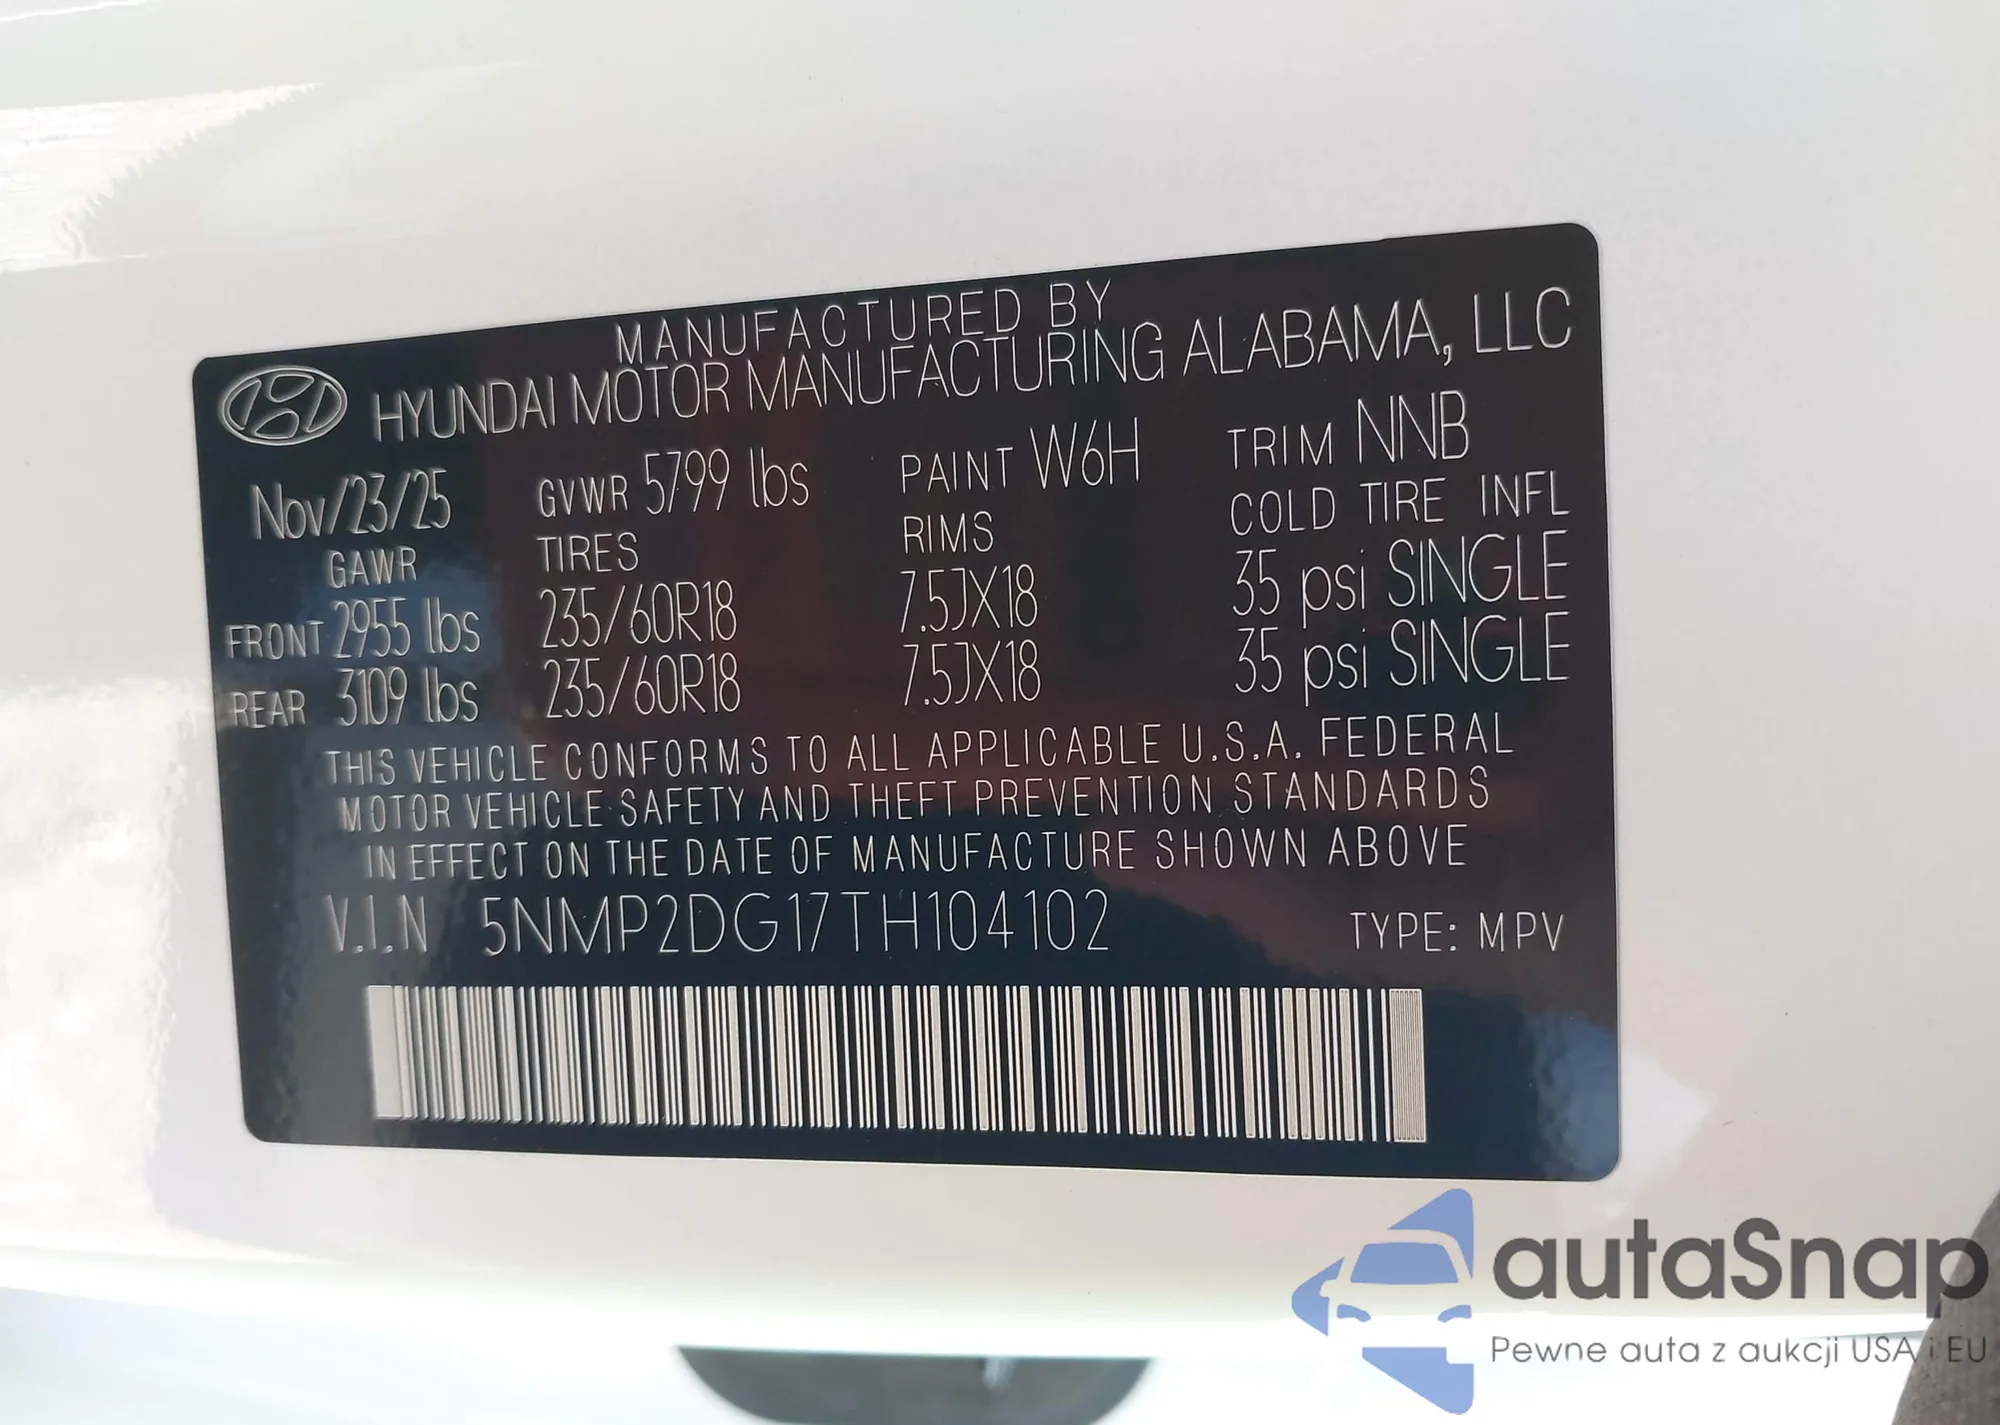 MANUFACTURED BY
HYUNDAI MOTOR MANUFACTURING ALABAMA, LLC
Nov/23/25 GVWR 5799 lbs PAINT W6H TRIM NNB
GAWR TIRES RIMS COLD TIRE INFL
FRONT 2955 lbs 235/60R18 7.5JX18 35 psi SINGLE
REAR 3109 lbs 235/60R18 7.5JX18 35 psi SINGLE
THIS VEHICLE CONFORMS TO ALL APPLICABLE U.S.A. FEDERAL
MOTOR VEHICLE SAFETY AND THEFT PREVENTION STANDARDS
IN EFFECT ON THE DATE OF MANUFACTURE SHOWN ABOVE
V.I.N 5NMP2DG17TH104102 TYPE: MPV
autaSnap
Pewne auta z aukcji USA i EU